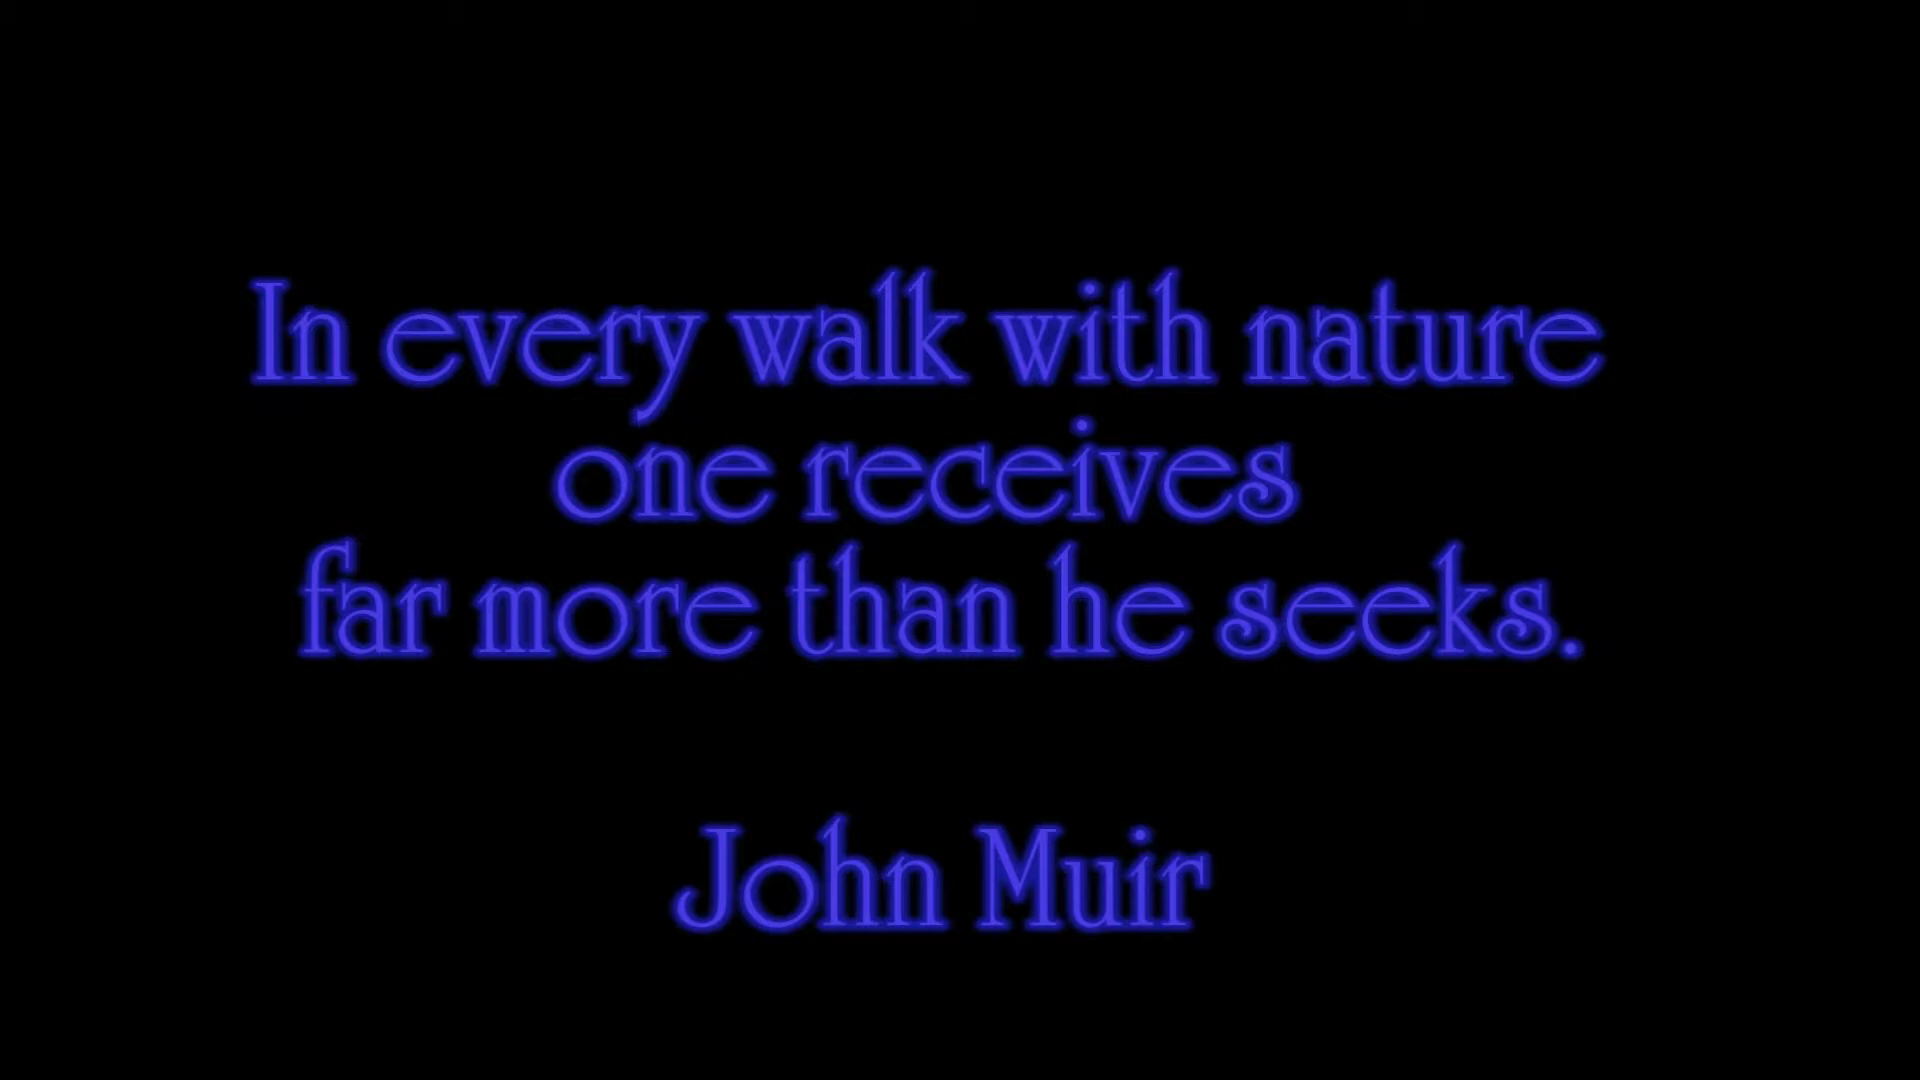 In every walk with nature
one receives
far more than he seeks.
John Muir